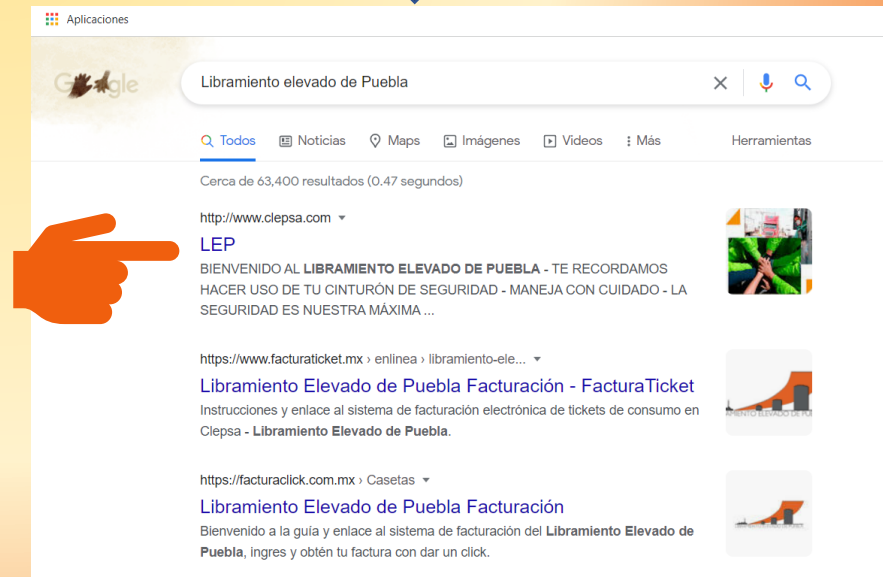 Aplicaciones
Google
Libramiento elevado de Puebla
Todos Noticias Maps Imágenes Videos Más Herramientas
Cerca de 63,400 resultados (0.47 segundos)
http://www.clepsa.com
LEP
BIENVENIDO AL LIBRAMIENTO ELEVADO DE PUEBLA - TE RECORDAMOS
HACER USO DE TU CINTURÓN DE SEGURIDAD - MANEJA CON CUIDADO - LA
SEGURIDAD ES NUESTRA MÁXIMA ...
https://www.facturaticket.mx › enlinea › libramiento-ele...
Libramiento Elevado de Puebla Facturación - FacturaTicket
Instrucciones y enlace al sistema de facturación electrónica de tickets de consumo en
Clepsa - Libramiento Elevado de Puebla.
https://facturaclick.com.mx › Casetas
Libramiento Elevado de Puebla Facturación
Bienvenido a la guía y enlace al sistema de facturación del Libramiento Elevado de
Puebla, ingres y obtén tu factura con dar un click.